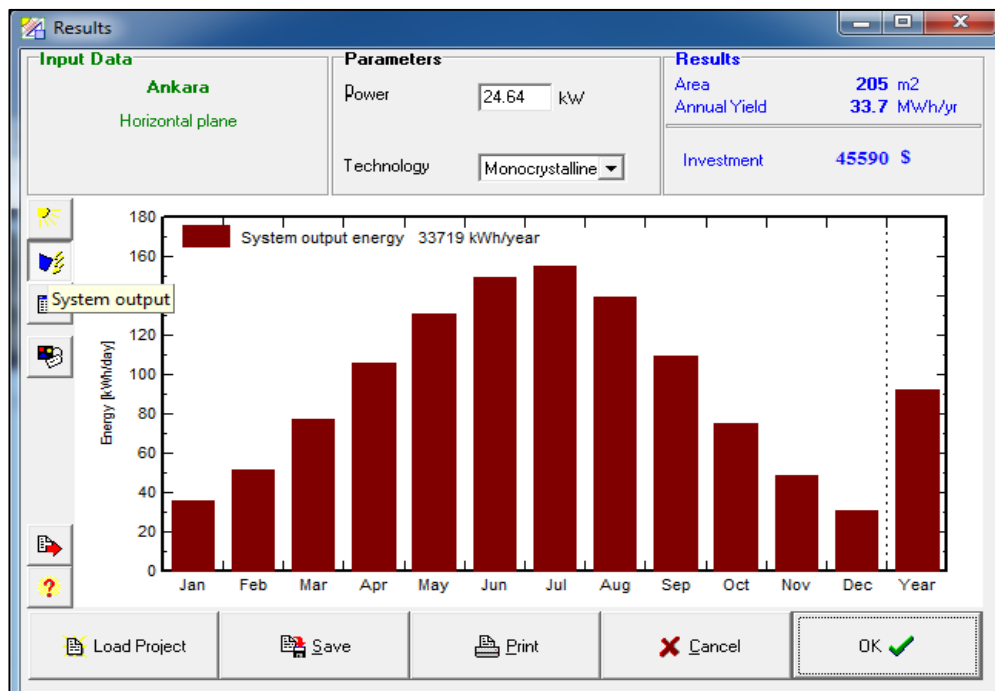 Results
Input Data
Ankara
Horizontal plane
Parameters
Power 24.64 kW
Technology Monocrystalline
Results
Area 205 m2
Annual Yield 33.7 MWh/yr
Investment 45590 $
System output
System output energy 33719 kWh/year
Energy [kWh/day]
180
160
140
120
100
80
60
40
20
0
Jan Feb Mar Apr May Jun Jul Aug Sep Oct Nov Dec Year
Load Project Save Print Cancel OK